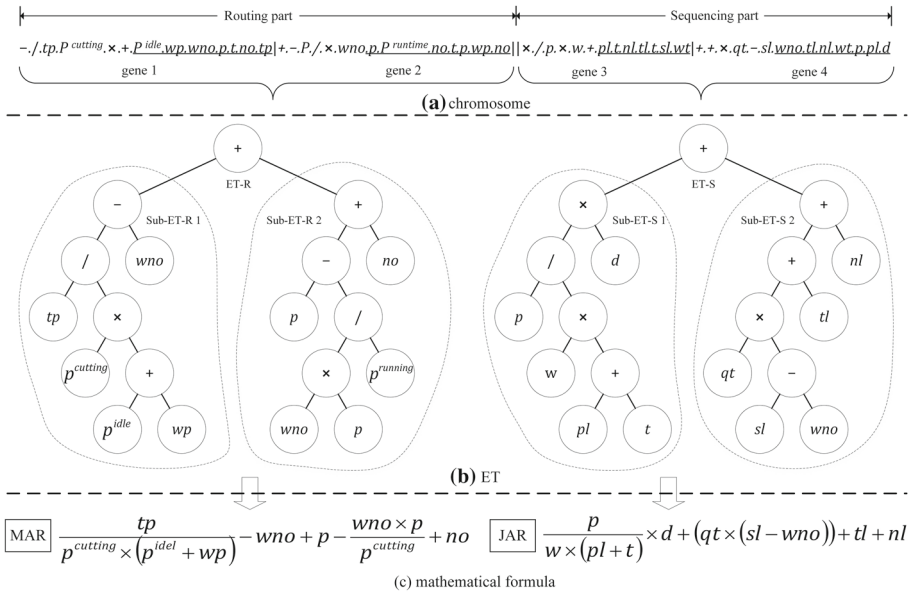 Routing part Sequencing part
−./.tp.P^cutting.×.+.P^idle.wp.wno.p.t.no.tp|+.−.P./.×.wno.p.P^runtime.no.t.p.wp.no||×./.p.×.w.+.pl.t.nl.tl.t.sl.wt|+.+.×.qt.−.sl.wno.tl.nl.wt.p.pl.d
gene 1 gene 2 gene 3 gene 4
(a) chromosome
+ +
ET-R ET-S
− + × +
Sub-ET-R 1 Sub-ET-R 2 Sub-ET-S 1 Sub-ET-S 2
/ wno − no / d + nl
tp × p / p × × tl
p^cutting + × p^running w + qt −
p^idle wp wno p pl t sl wno
(b) ET
MAR tp / (p^cutting × (p^idel + wp)) − wno + p − (wno × p) / p^cutting + no
JAR p / (w × (pl + t)) × d + (qt × (sl − wno)) + tl + nl
(c) mathematical formula